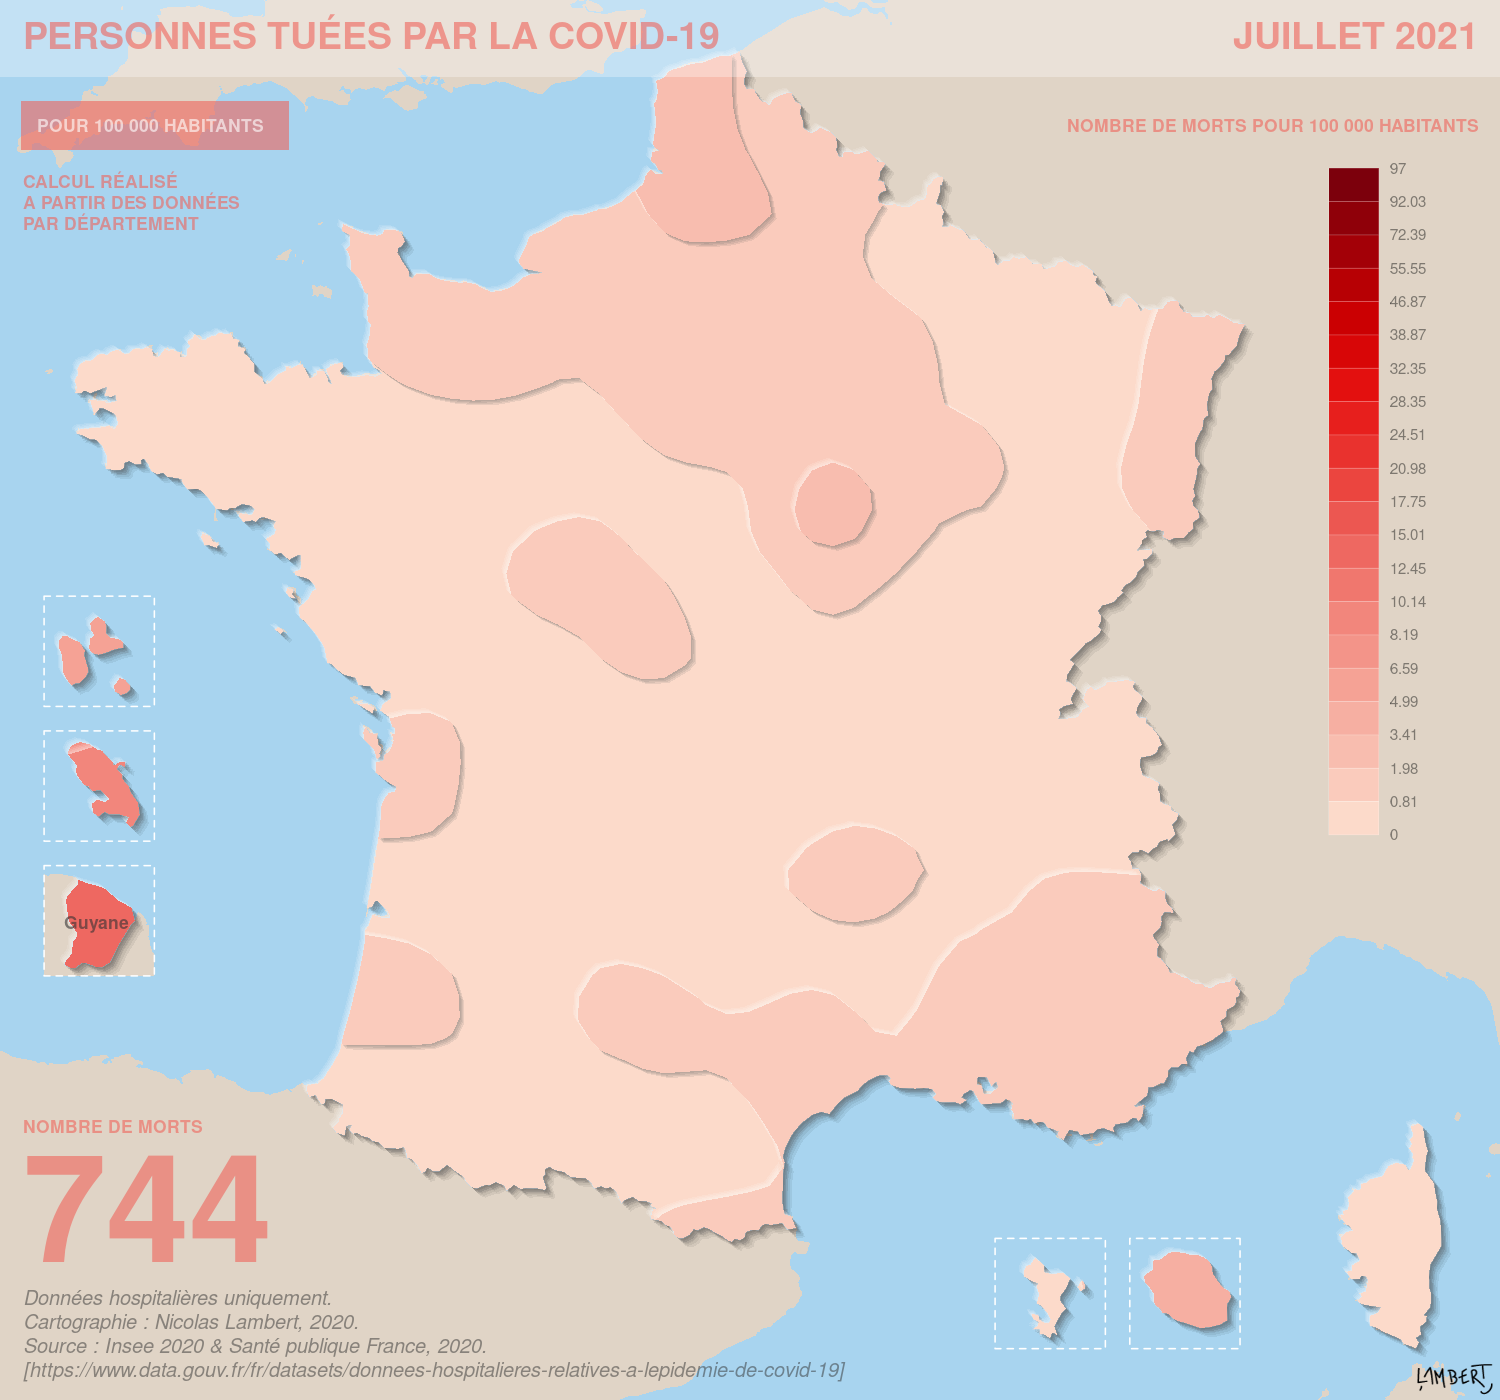 PERSONNES TUÉES PAR LA COVID-19
JUILLET 2021
POUR 100 000 HABITANTS
CALCUL RÉALISÉ
A PARTIR DES DONNÉES
PAR DÉPARTEMENT
NOMBRE DE MORTS POUR 100 000 HABITANTS
97
92.03
72.39
55.55
46.87
38.87
32.35
28.35
24.51
20.98
17.75
15.01
12.45
10.14
8.19
6.59
4.99
3.41
1.98
0.81
0
Guyane
NOMBRE DE MORTS
744
Données hospitalières uniquement.
Cartographie : Nicolas Lambert, 2020.
Source : Insee 2020 & Santé publique France, 2020.
[https://www.data.gouv.fr/fr/datasets/donnees-hospitalieres-relatives-a-lepidemie-de-covid-19]
LAMBERT